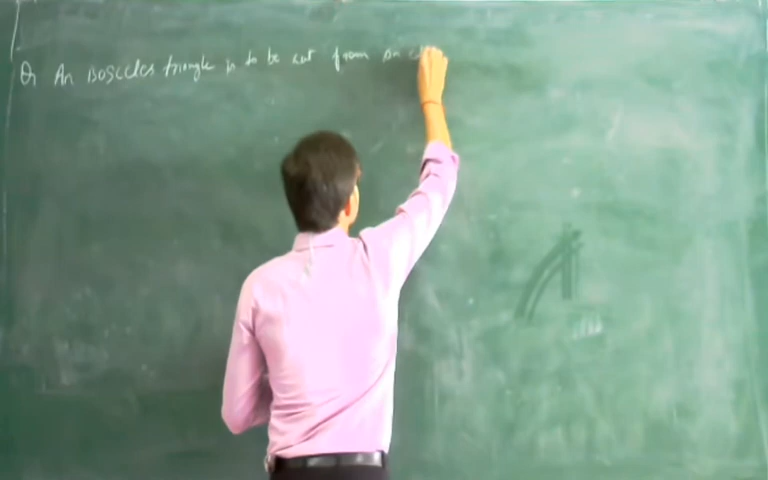 Q, An isosceles triangle is to be cut from an